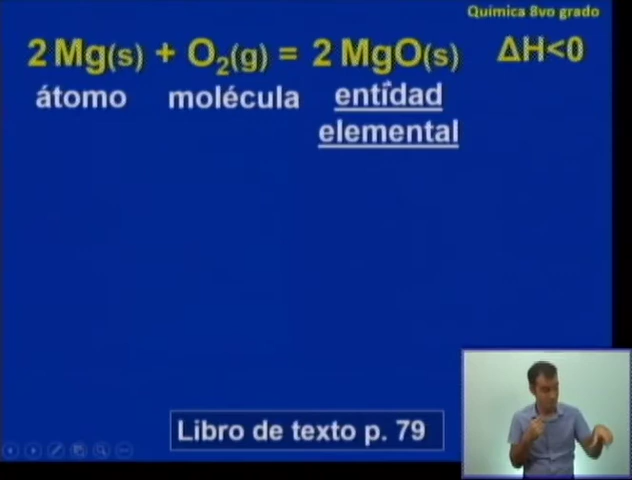 Química 8vo grado
2 Mg(s) + O₂(g) = 2 MgO(s) ΔH<0
átomo molécula entidad
elemental
Libro de texto p. 79